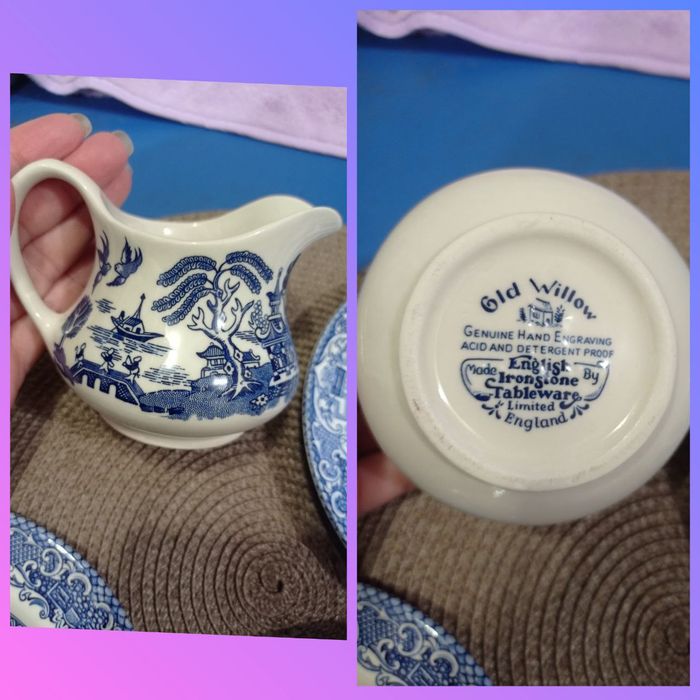 Old Willow
GENUINE HAND ENGRAVING
ACID AND DETERGENT PROOF
Made English By
Ironstone
Tableware
Limited
England